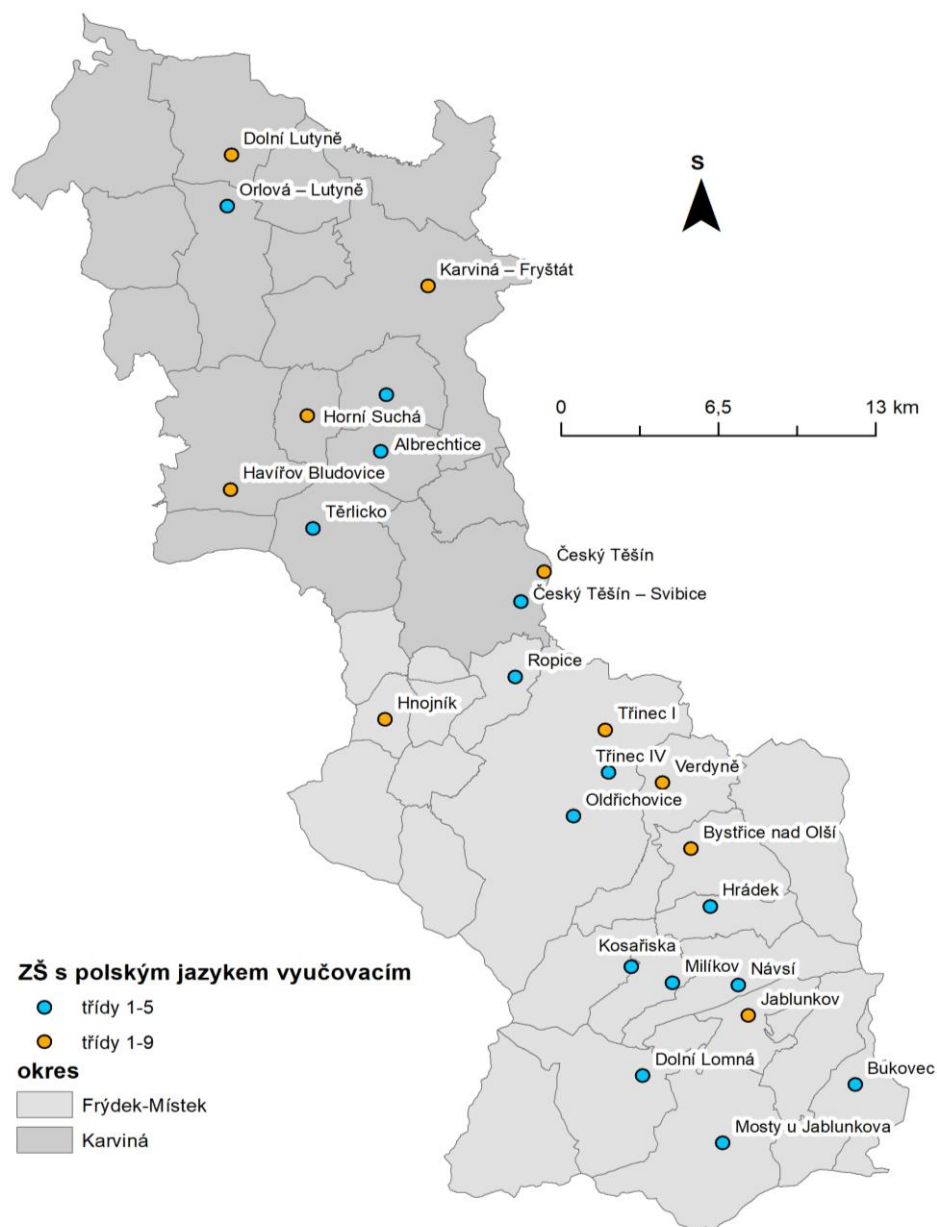 Dolní Lutyně
Orlová – Lutyně
S
Karviná – Fryštát
0 6,5 13 km
Horní Suchá
Albrechtice
Havířov Bludovice
Těrlicko
Český Těšín
Český Těšín – Svibice
Ropice
Hnojník
Třinec I
Třinec IV
Verdyně
Oldřichovice
Bystřice nad Olší
Hrádek
Kosařiska
Milíkov
Návsí
Jablunkov
Dolní Lomná
Bukovec
Mosty u Jablunkova
ZŠ s polským jazykem vyučovacím
třídy 1-5
třídy 1-9
okres
Frýdek-Místek
Karviná